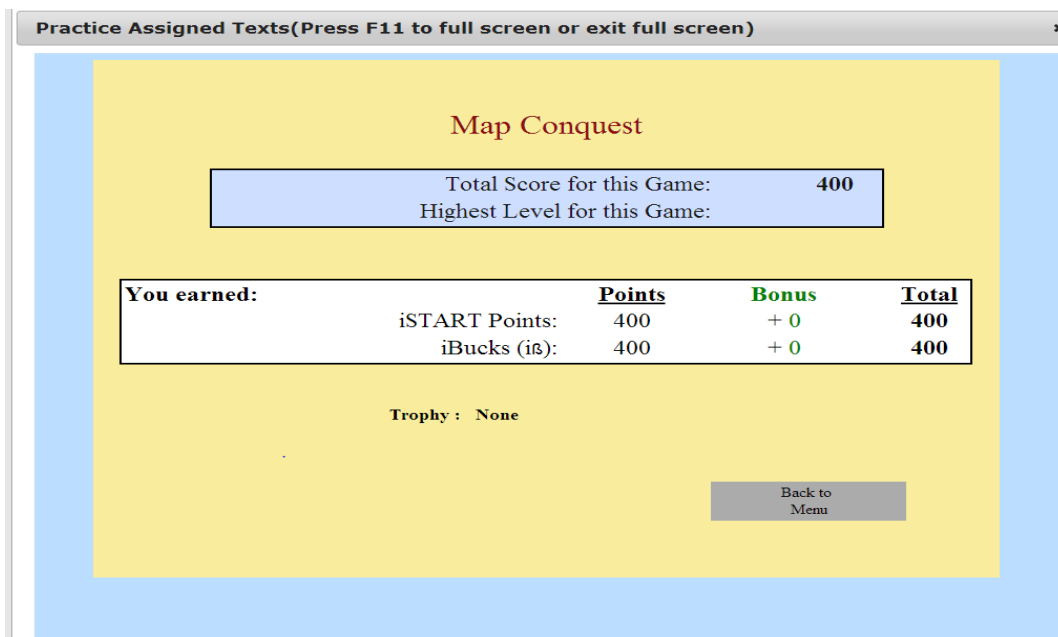 Practice Assigned Texts(Press F11 to full screen or exit full screen)
Map Conquest
Total Score for this Game: 400
Highest Level for this Game:
You earned: Points Bonus Total
iSTART Points: 400 + 0 400
iBucks (iß): 400 + 0 400
Trophy : None
Back to
Menu